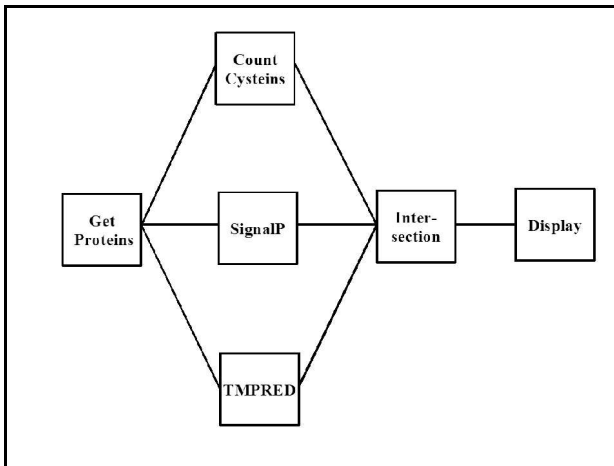 Count
Cysteins
Get
Proteins
SignalP
Inter-
section
Display
TMPRED